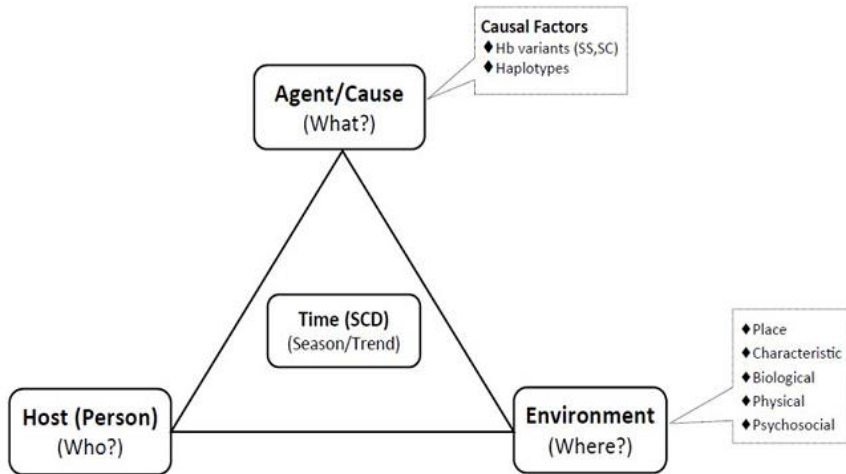 Causal Factors
♦Hb variants (SS,SC)
♦Haplotypes
Agent/Cause
(What?)
Time (SCD)
(Season/Trend)
♦Place
♦Characteristic
♦Biological
♦Physical
♦Psychosocial
Host (Person)
(Who?)
Environment
(Where?)